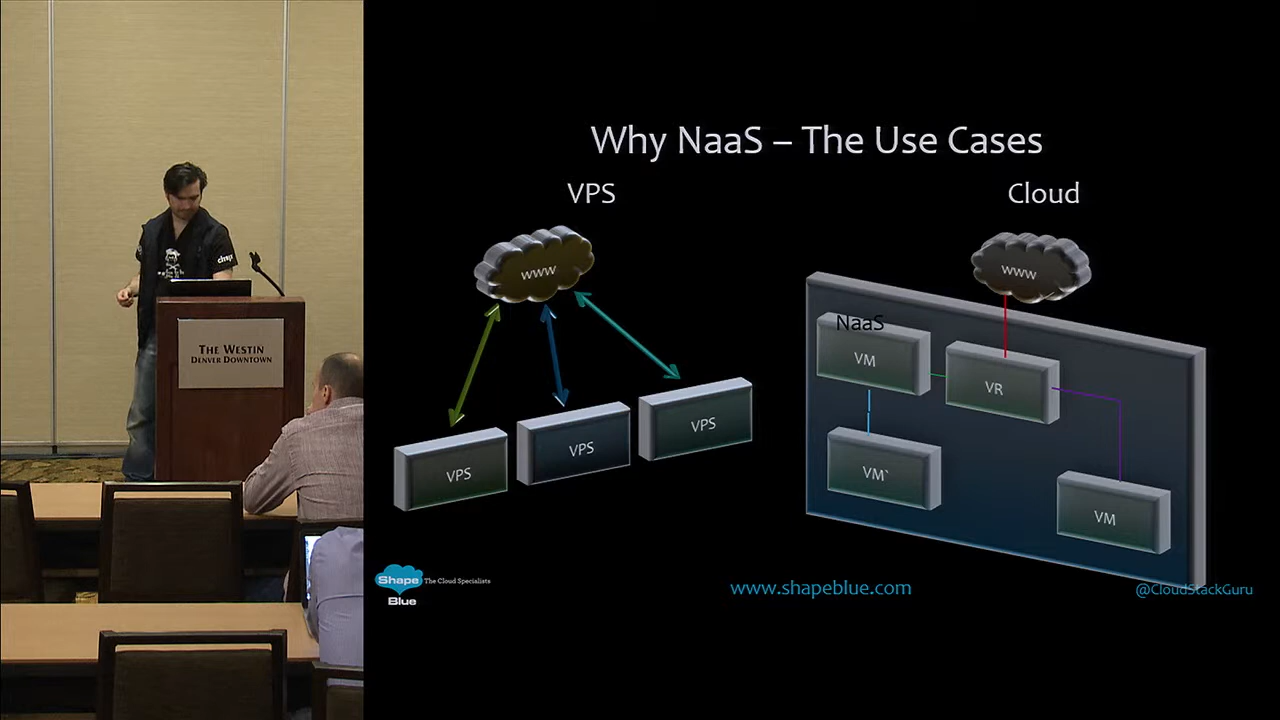 Why NaaS – The Use Cases
VPS
Cloud
www
www
NaaS
VM
VR
VPS
VPS
VPS
VM`
VM
Shape
Blue
The Cloud Specialists
www.shapeblue.com
@CloudStackGuru
THE WESTIN
DENVER DOWNTOWN
citrix